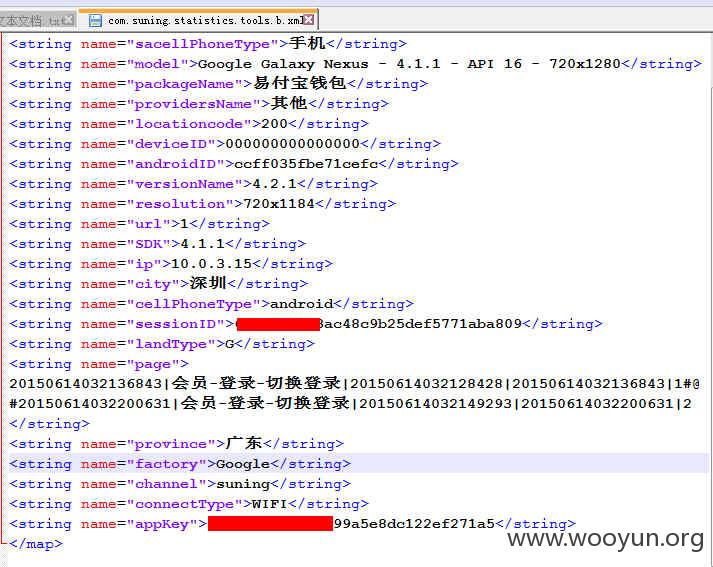 文本文档.txt com.suning.statistics.tools.b.xml
<string name="sacellPhoneType">手机</string>
<string name="model">Google Galaxy Nexus - 4.1.1 - API 16 - 720x1280</string>
<string name="packageName">易付宝钱包</string>
<string name="providersName">其他</string>
<string name="locationcode">200</string>
<string name="deviceID">000000000000000</string>
<string name="androidID">ccff035fbe71cefc</string>
<string name="versionName">4.2.1</string>
<string name="resolution">720x1184</string>
<string name="url">1</string>
<string name="SDK">4.1.1</string>
<string name="ip">10.0.3.15</string>
<string name="city">深圳</string>
<string name="cellPhoneType">android</string>
<string name="sessionID">ac48c9b25def5771aba809</string>
<string name="landType">G</string>
<string name="page">
20150614032136843|会员-登录-切换登录|20150614032128428|20150614032136843|1#@
#20150614032200631|会员-登录-切换登录|20150614032149293|20150614032200631|2
</string>
<string name="province">广东</string>
<string name="factory">Google</string>
<string name="channel">suning</string>
<string name="connectType">WIFI</string>
<string name="appKey">99a5e8dc122ef271a5</string>
</map>
www.wooyun.org